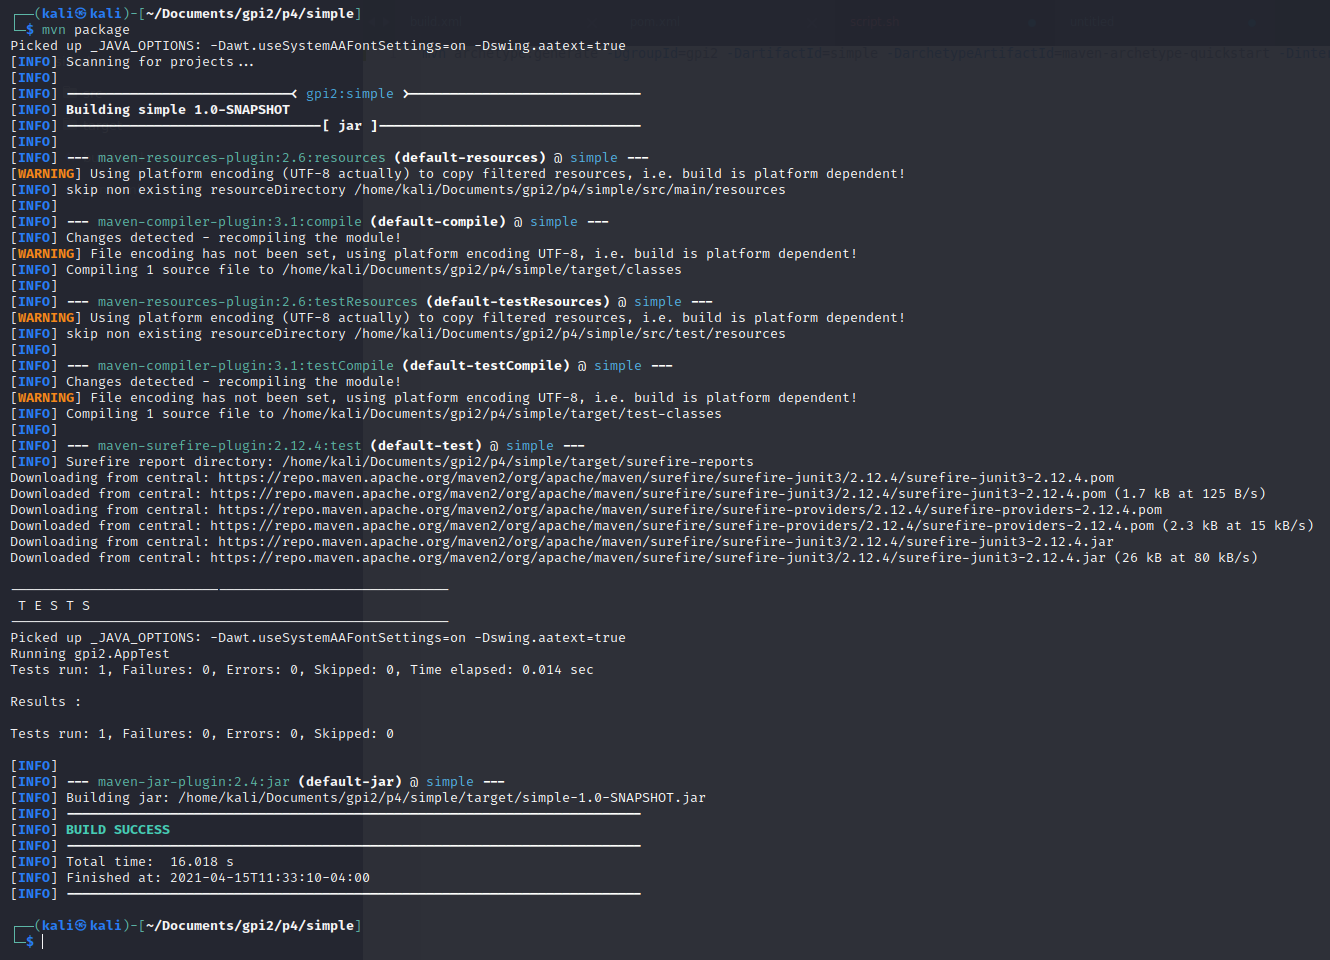 ┌──(kali㉿kali)-[~/Documents/gpi2/p4/simple]
└─$ mvn package
Picked up _JAVA_OPTIONS: -Dawt.useSystemAAFontSettings=on -Dswing.aatext=true
[INFO] Scanning for projects...
[INFO]
[INFO] ----------------------------< gpi2:simple >-----------------------------
[INFO] Building simple 1.0-SNAPSHOT
[INFO] --------------------------------[ jar ]---------------------------------
[INFO]
[INFO] --- maven-resources-plugin:2.6:resources (default-resources) @ simple ---
[WARNING] Using platform encoding (UTF-8 actually) to copy filtered resources, i.e. build is platform dependent!
[INFO] skip non existing resourceDirectory /home/kali/Documents/gpi2/p4/simple/src/main/resources
[INFO]
[INFO] --- maven-compiler-plugin:3.1:compile (default-compile) @ simple ---
[INFO] Changes detected - recompiling the module!
[WARNING] File encoding has not been set, using platform encoding UTF-8, i.e. build is platform dependent!
[INFO] Compiling 1 source file to /home/kali/Documents/gpi2/p4/simple/target/classes
[INFO]
[INFO] --- maven-resources-plugin:2.6:testResources (default-testResources) @ simple ---
[WARNING] Using platform encoding (UTF-8 actually) to copy filtered resources, i.e. build is platform dependent!
[INFO] skip non existing resourceDirectory /home/kali/Documents/gpi2/p4/simple/src/test/resources
[INFO]
[INFO] --- maven-compiler-plugin:3.1:testCompile (default-testCompile) @ simple ---
[INFO] Changes detected - recompiling the module!
[WARNING] File encoding has not been set, using platform encoding UTF-8, i.e. build is platform dependent!
[INFO] Compiling 1 source file to /home/kali/Documents/gpi2/p4/simple/target/test-classes
[INFO]
[INFO] --- maven-surefire-plugin:2.12.4:test (default-test) @ simple ---
[INFO] Surefire report directory: /home/kali/Documents/gpi2/p4/simple/target/surefire-reports
Downloading from central: https://repo.maven.apache.org/maven2/org/apache/maven/surefire/surefire-junit3/2.12.4/surefire-junit3-2.12.4.pom
Downloaded from central: https://repo.maven.apache.org/maven2/org/apache/maven/surefire/surefire-junit3/2.12.4/surefire-junit3-2.12.4.pom (1.7 kB at 125 B/s)
Downloading from central: https://repo.maven.apache.org/maven2/org/apache/maven/surefire/surefire-providers/2.12.4/surefire-providers-2.12.4.pom
Downloaded from central: https://repo.maven.apache.org/maven2/org/apache/maven/surefire/surefire-providers/2.12.4/surefire-providers-2.12.4.pom (2.3 kB at 15 kB/s)
Downloading from central: https://repo.maven.apache.org/maven2/org/apache/maven/surefire/surefire-junit3/2.12.4/surefire-junit3-2.12.4.jar
Downloaded from central: https://repo.maven.apache.org/maven2/org/apache/maven/surefire/surefire-junit3/2.12.4/surefire-junit3-2.12.4.jar (26 kB at 80 kB/s)
-------------------------------------------------------
T E S T S
-------------------------------------------------------
Picked up _JAVA_OPTIONS: -Dawt.useSystemAAFontSettings=on -Dswing.aatext=true
Running gpi2.AppTest
Tests run: 1, Failures: 0, Errors: 0, Skipped: 0, Time elapsed: 0.014 sec
Results :
Tests run: 1, Failures: 0, Errors: 0, Skipped: 0
[INFO]
[INFO] --- maven-jar-plugin:2.4:jar (default-jar) @ simple ---
[INFO] Building jar: /home/kali/Documents/gpi2/p4/simple/target/simple-1.0-SNAPSHOT.jar
[INFO] ------------------------------------------------------------------------
[INFO] BUILD SUCCESS
[INFO] ------------------------------------------------------------------------
[INFO] Total time:  16.018 s
[INFO] Finished at: 2021-04-15T11:33:10-04:00
[INFO] ------------------------------------------------------------------------
┌──(kali㉿kali)-[~/Documents/gpi2/p4/simple]
└─$